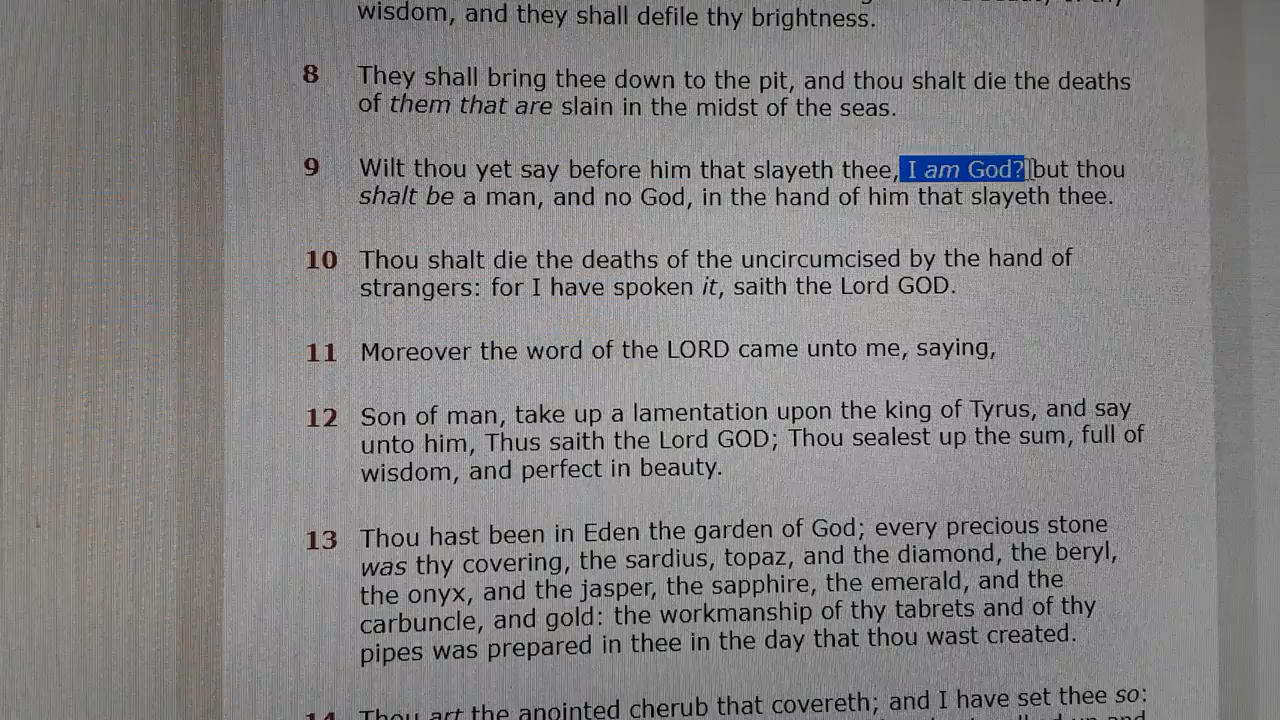 wisdom, and they shall defile thy brightness.
8 They shall bring thee down to the pit, and thou shalt die the deaths
of them that are slain in the midst of the seas.
9 Wilt thou yet say before him that slayeth thee, I am God? but thou
shalt be a man, and no God, in the hand of him that slayeth thee.
10 Thou shalt die the deaths of the uncircumcised by the hand of
strangers: for I have spoken it, saith the Lord GOD.
11 Moreover the word of the LORD came unto me, saying,
12 Son of man, take up a lamentation upon the king of Tyrus, and say
unto him, Thus saith the Lord GOD; Thou sealest up the sum, full of
wisdom, and perfect in beauty.
13 Thou hast been in Eden the garden of God; every precious stone
was thy covering, the sardius, topaz, and the diamond, the beryl,
the onyx, and the jasper, the sapphire, the emerald, and the
carbuncle, and gold: the workmanship of thy tabrets and of thy
pipes was prepared in thee in the day that thou wast created.
14 Thou art the anointed cherub that covereth; and I have set thee so: